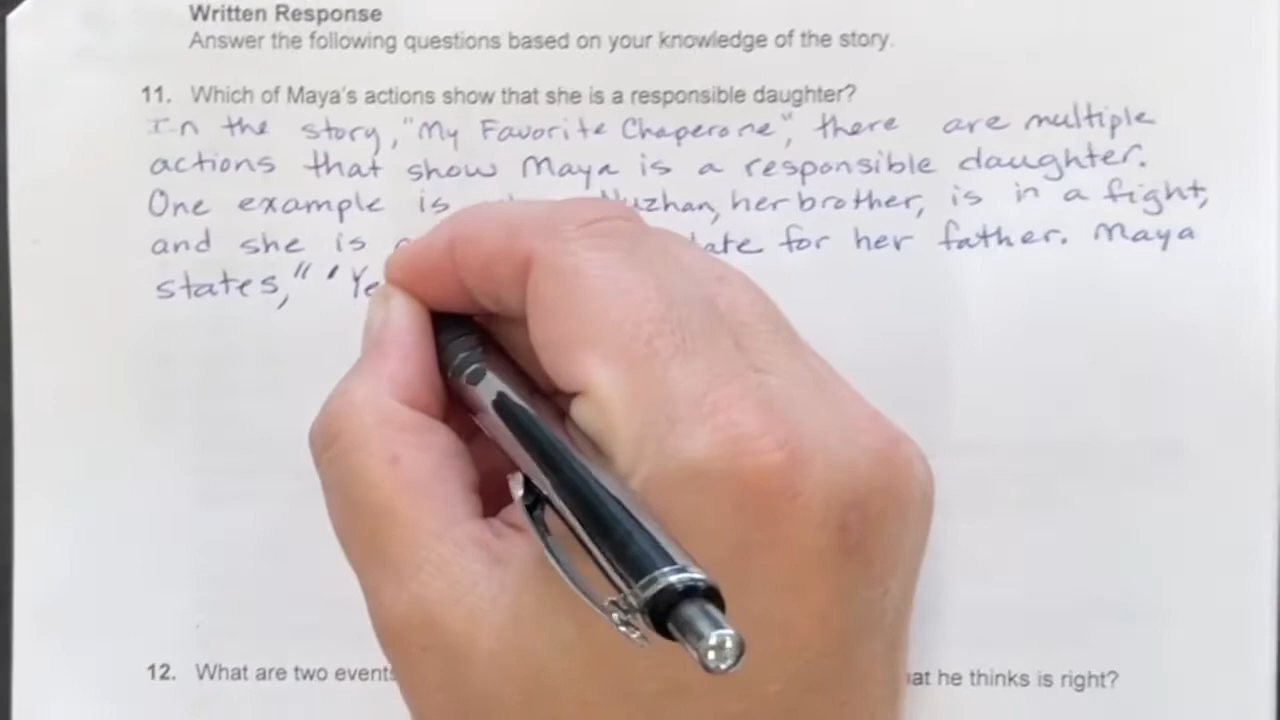 Written Response
Answer the following questions based on your knowledge of the story.
11. Which of Maya's actions show that she is a responsible daughter?
In the story, "My Favorite Chaperone", there are multiple
actions that show Maya is a responsible daughter.
One example is Nuzhan, her brother, is in a fight,
and she is for her father. Maya
states, "'Ye
12. What are two events he thinks is right?